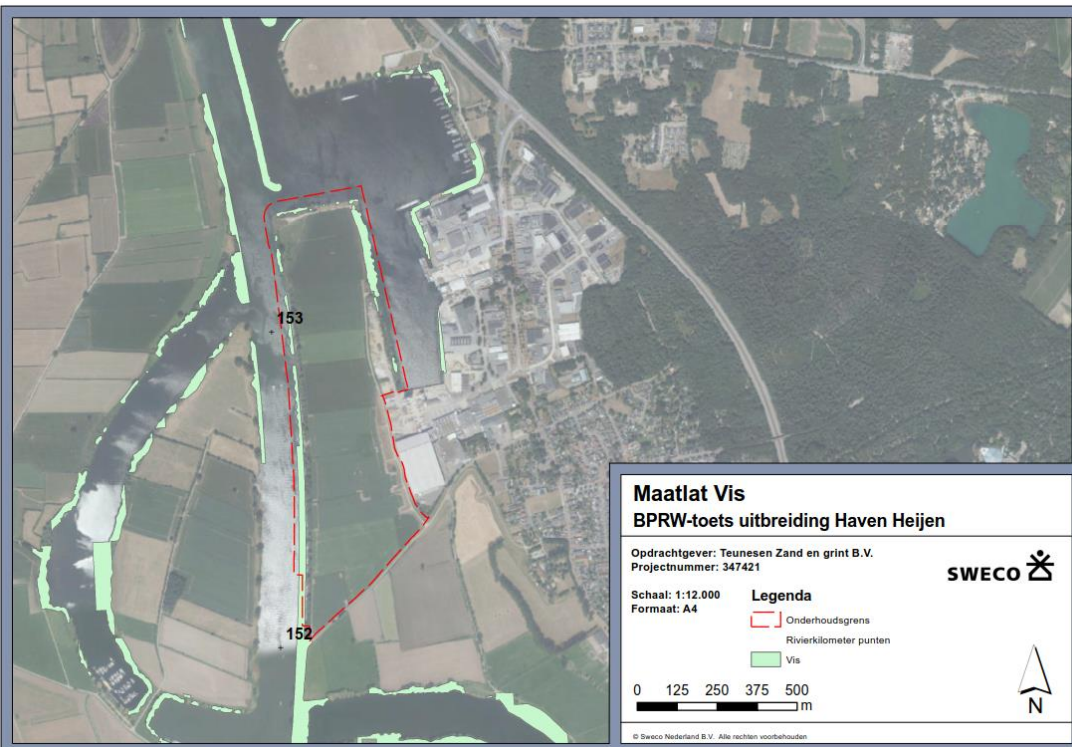 153
152
Maatlat Vis
BPRW-toets uitbreiding Haven Heijen
Opdrachtgever: Teunesen Zand en grint B.V.
Projectnummer: 347421
SWECO
Schaal: 1:12.000
Formaat: A4
Legenda
Onderhoudsgrens
Rivierkilometer punten
Vis
0 125 250 375 500
m
N
© Sweco Nederland B.V. Alle rechten voorbehouden